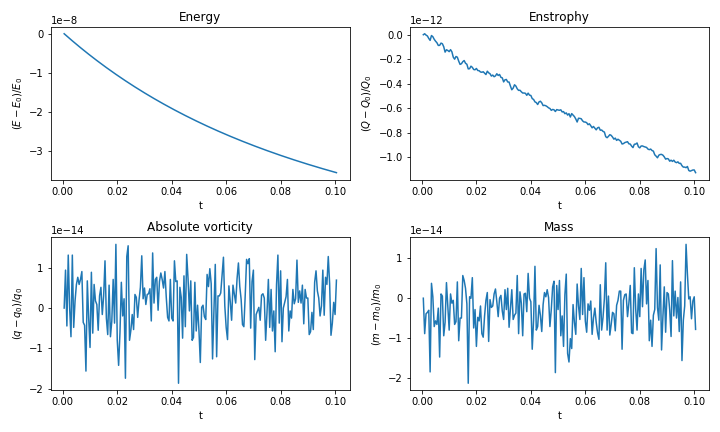 Energy
1e−8
0
−1
−2
−3
(E − E₀)/E₀
0.00 0.02 0.04 0.06 0.08 0.10
t
Enstrophy
1e−12
0.0
−0.2
−0.4
−0.6
−0.8
−1.0
(Q − Q₀)/Q₀
0.00 0.02 0.04 0.06 0.08 0.10
t
Absolute vorticity
1e−14
1
0
−1
−2
(q − q₀)/q₀
0.00 0.02 0.04 0.06 0.08 0.10
t
Mass
1e−14
1
0
−1
−2
(m − m₀)/m₀
0.00 0.02 0.04 0.06 0.08 0.10
t